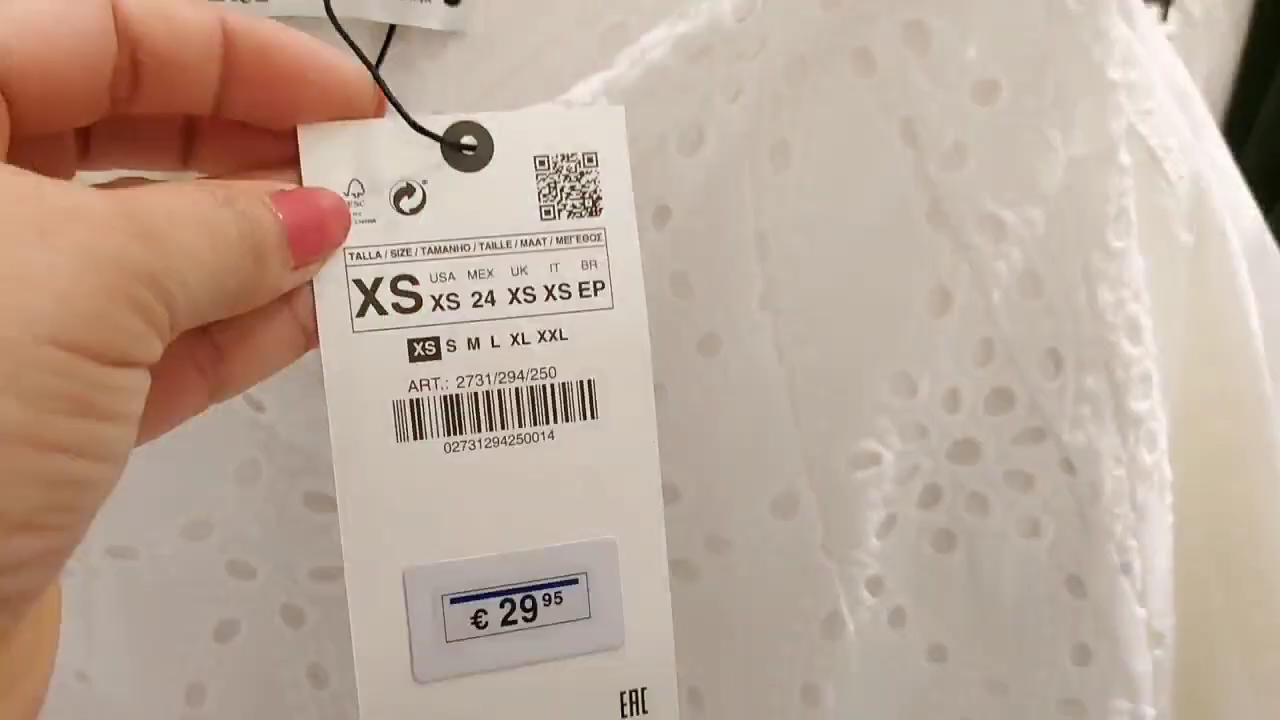 FSC
TALLA / SIZE / TAMANHO / TAILLE / MAAT / ΜΕΓΕΘΟΣ
XS USA XS MEX 24 UK XS IT XS BR EP
XS S M L XL XXL
ART.: 2731/294/250
02731294250014
€ 29 95
EAC